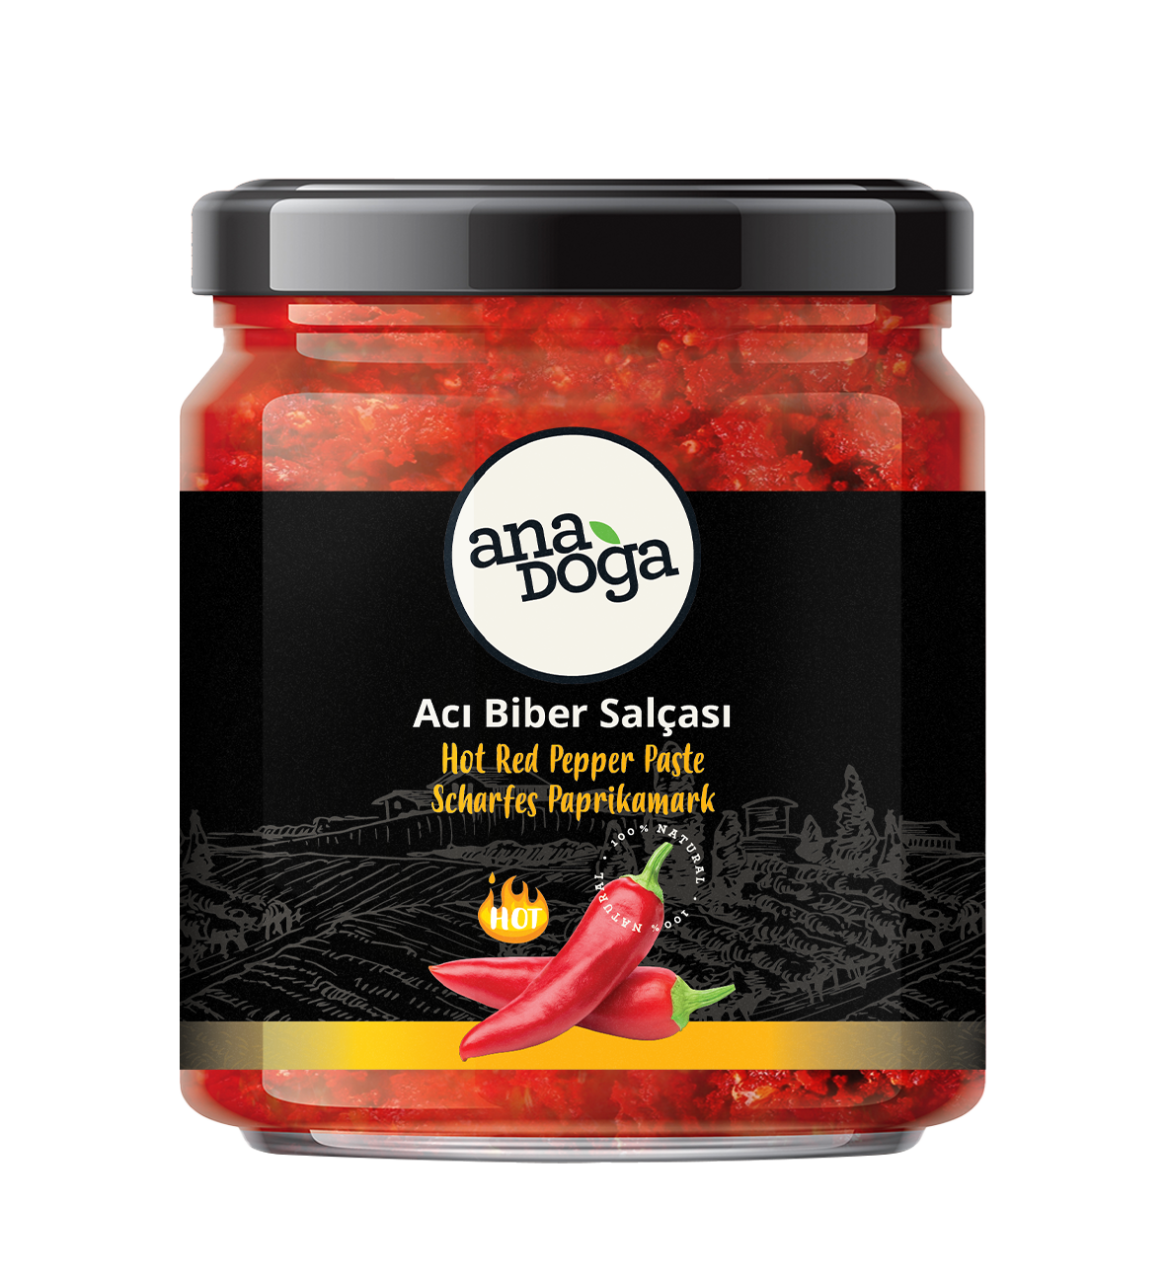 ana
Doğa
Acı Biber Salçası
Hot Red Pepper Paste
Scharfes Paprikamark
100% NATURAL • 100% NATURAL •
HOT